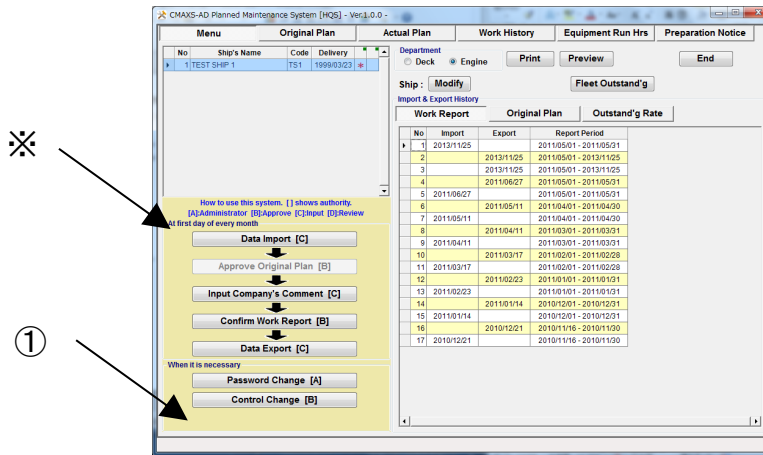 CMAXS-AD Planned Maintenance System [HQS] - Ver.1.0.0 -
Menu Original Plan Actual Plan Work History Equipment Run Hrs Preparation Notice
No Ship's Name Code Delivery
1 TEST SHIP 1 TS1 1999/03/23 *
Department
Deck Engine Print Preview End
Ship : Modify Fleet Outstand'g
Import & Export History
Work Report Original Plan Outstand'g Rate
No Import Export Report Period
1 2013/11/25 2011/05/01 - 2011/05/31
2 2013/11/25 2011/05/01 - 2013/11/25
3 2013/11/25 2011/05/01 - 2011/05/31
4 2011/06/27 2011/05/01 - 2011/05/31
5 2011/06/27 2011/05/01 - 2011/05/31
6 2011/05/11 2011/04/01 - 2011/04/30
7 2011/05/11 2011/04/01 - 2011/04/30
8 2011/04/11 2011/03/01 - 2011/03/31
9 2011/04/11 2011/03/01 - 2011/03/31
10 2011/03/17 2011/02/01 - 2011/02/28
11 2011/03/17 2011/02/01 - 2011/02/28
12 2011/02/23 2011/01/01 - 2011/01/31
13 2011/02/23 2011/01/01 - 2011/01/31
14 2011/01/14 2010/12/01 - 2010/12/31
15 2011/01/14 2010/12/01 - 2010/12/31
16 2010/12/21 2010/11/16 - 2010/11/30
17 2010/12/21 2010/11/16 - 2010/11/30
※
How to use this system. [ ] shows authority.
[A]:Administrator [B]:Approve [C]:Input [D]:Review
At first day of every month
Data Import [C]
Approve Original Plan [B]
Input Company's Comment [C]
Confirm Work Report [B]
Data Export [C]
①
When it is necessary
Password Change [A]
Control Change [B]